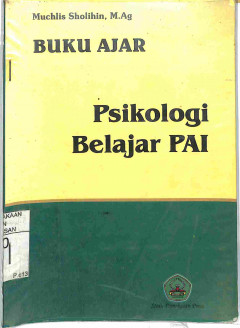 Muchlis Sholihin, M.Ag
BUKU AJAR
Psikologi
Belajar PAI